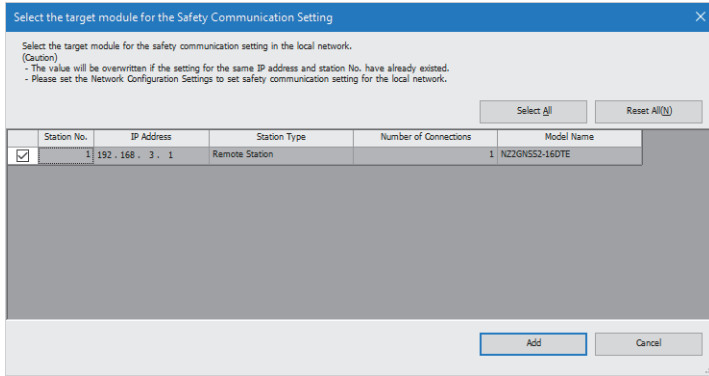 Select the target module for the Safety Communication Setting
Select the target module for the safety communication setting in the local network.
(Caution)
- The value will be overwritten if the setting for the same IP address and station No. have already existed.
- Please set the Network Configuration Settings to set safety communication setting for the local network.
Select All Reset All(N)
Station No. IP Address Station Type Number of Connections Model Name
1 192 . 168 . 3 . 1 Remote Station 1 NZ2GNSS2-16DTE
Add Cancel